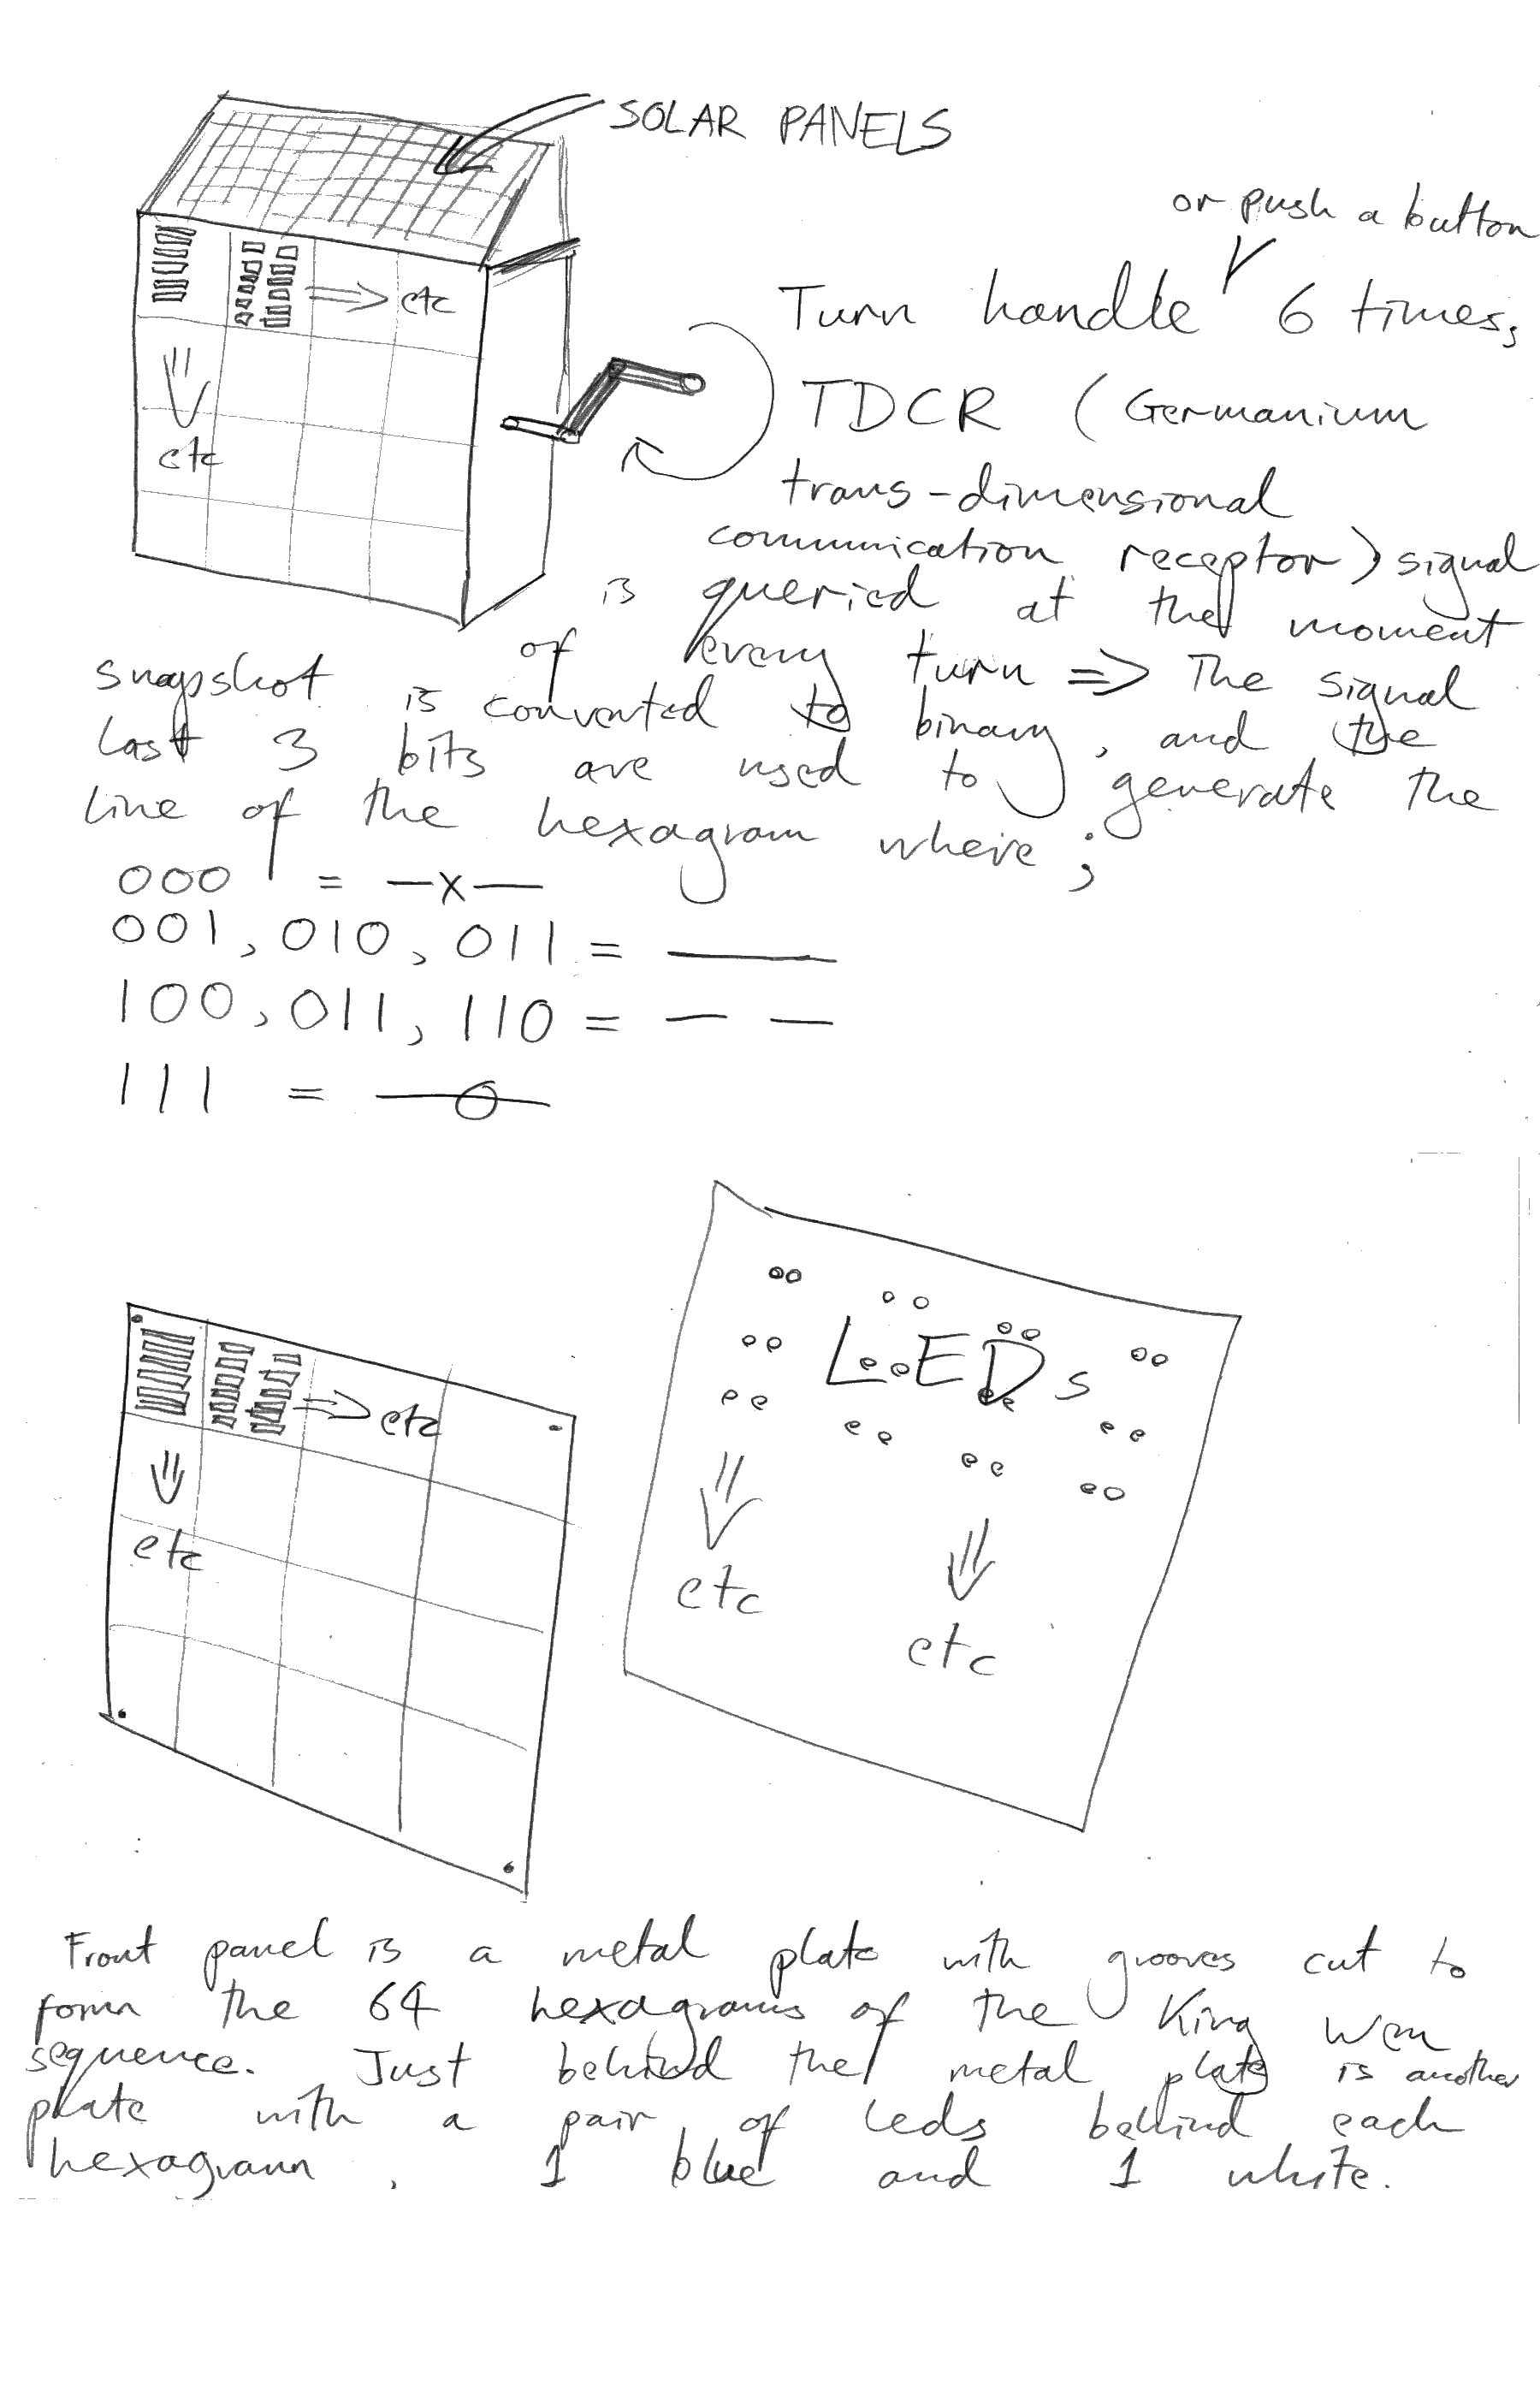 SOLAR PANELS
or push a button
Turn handle 6 times,
TDCR (Germanium
trans-dimensional
communication receptor) signal
is queried at the moment
of every turn => The signal
snapshot is converted to binary, and the
last 3 bits are used to generate the
line of the hexagram where;
000 = —x—
001, 010, 011 = ———
100, 011, 110 = — —
111 = —o—
=> etc
etc
=> etc
etc
LEDs
etc
etc
Front panel is a metal plate with grooves cut to
form the 64 hexagrams of the King Wen
sequence. Just behind the metal plate is another
plate with a pair of leds behind each
hexagram, 1 blue and 1 white.